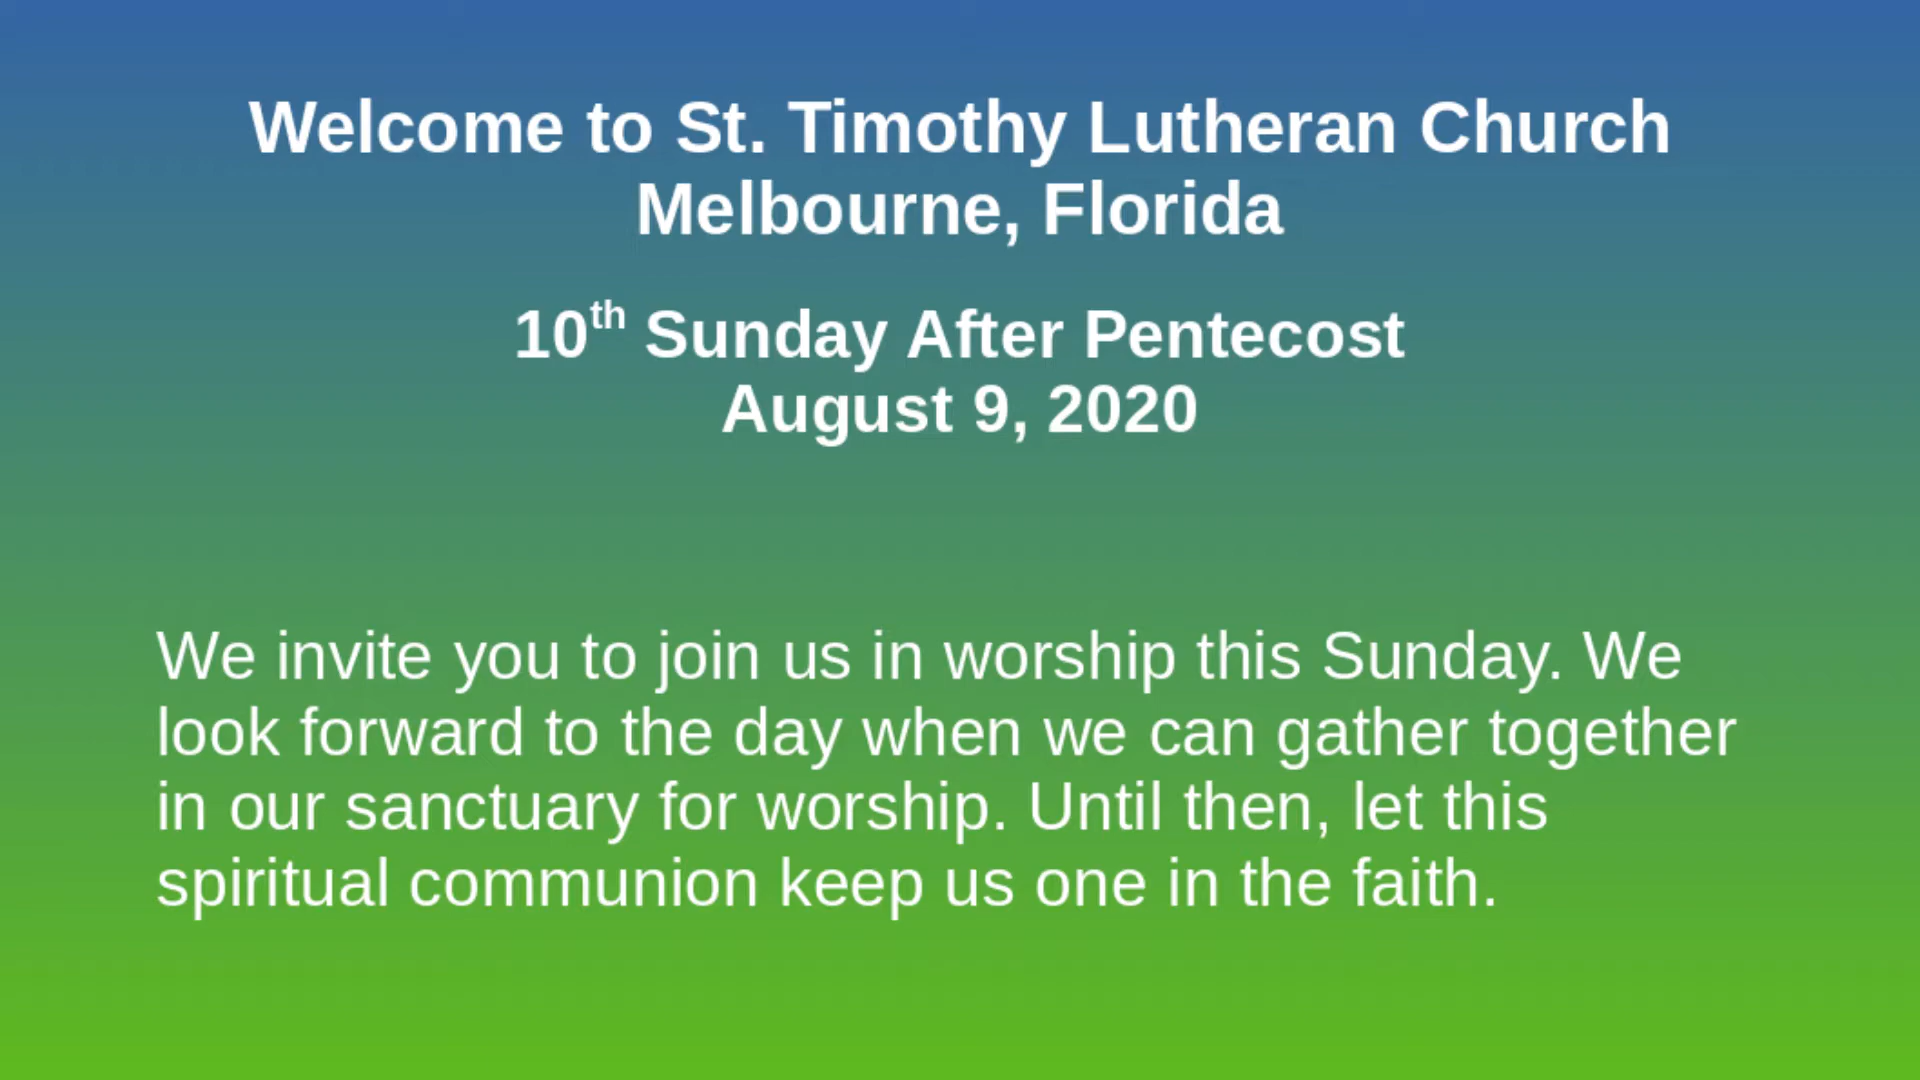 Welcome to St. Timothy Lutheran Church
Melbourne, Florida
10th Sunday After Pentecost
August 9, 2020
We invite you to join us in worship this Sunday. We
look forward to the day when we can gather together
in our sanctuary for worship. Until then, let this
spiritual communion keep us one in the faith.